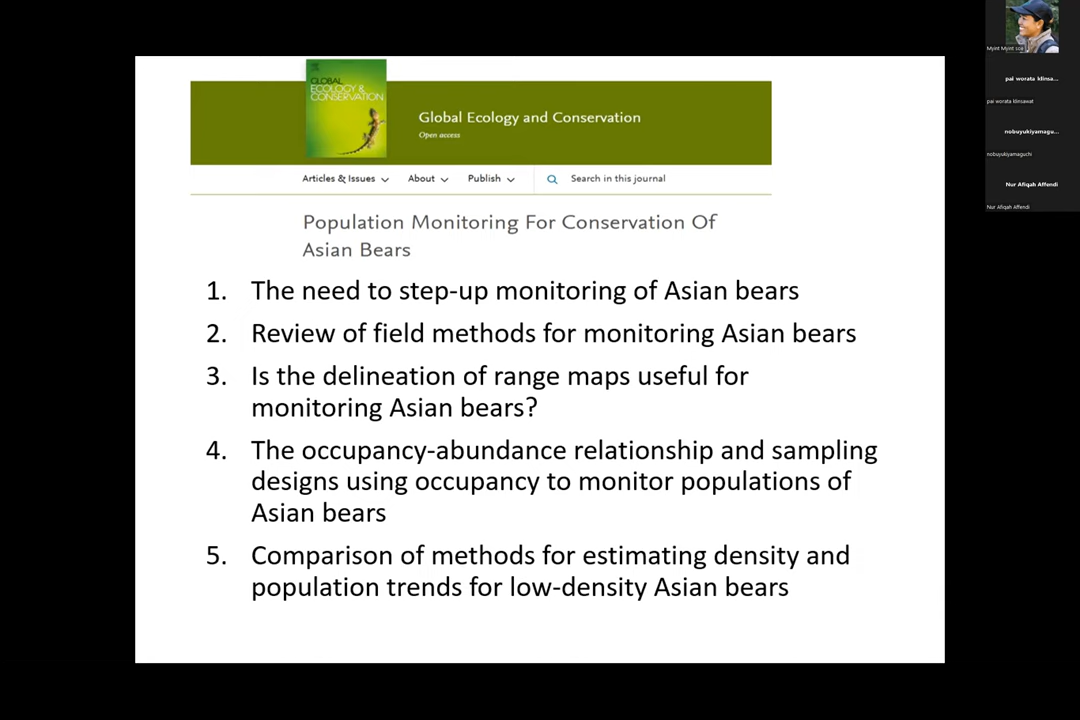 GLOBAL
ECOLOGY &
CONSERVATION
Global Ecology and Conservation
Open access
Articles & Issues
About
Publish
Search in this journal
Population Monitoring For Conservation Of
Asian Bears
1. The need to step-up monitoring of Asian bears
2. Review of field methods for monitoring Asian bears
3. Is the delineation of range maps useful for
monitoring Asian bears?
4. The occupancy-abundance relationship and sampling
designs using occupancy to monitor populations of
Asian bears
5. Comparison of methods for estimating density and
population trends for low-density Asian bears
Myint Myint soe
pai worata klinsa...
pai worata klinsawat
nobuyukiyamagu...
nobuyukiyamaguchi
Nur Afiqah Affendi
Nur Afiqah Affendi